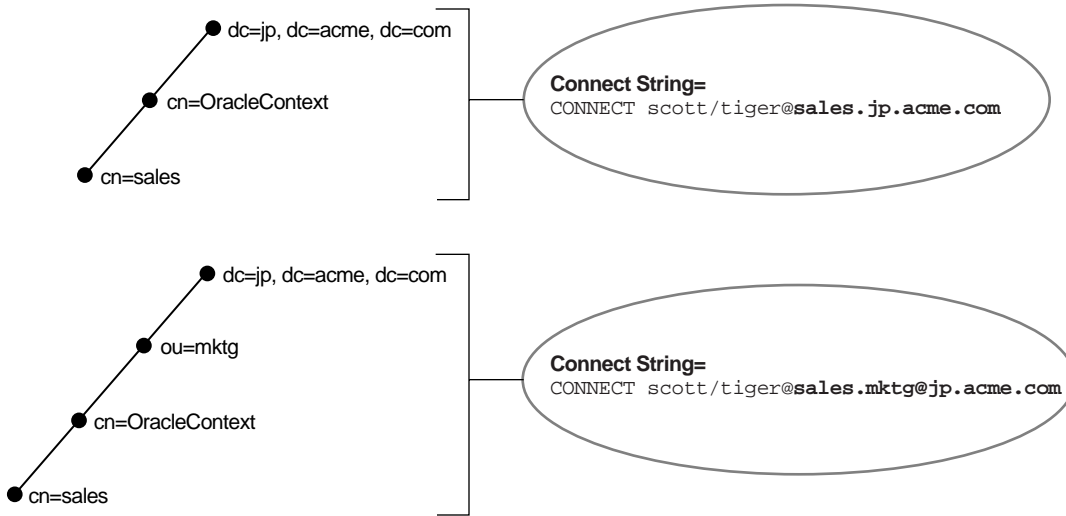 dc=jp, dc=acme, dc=com
cn=OracleContext
cn=sales
Connect String=
CONNECT scott/tiger@sales.jp.acme.com
dc=jp, dc=acme, dc=com
ou=mktg
cn=OracleContext
cn=sales
Connect String=
CONNECT scott/tiger@sales.mktg@jp.acme.com